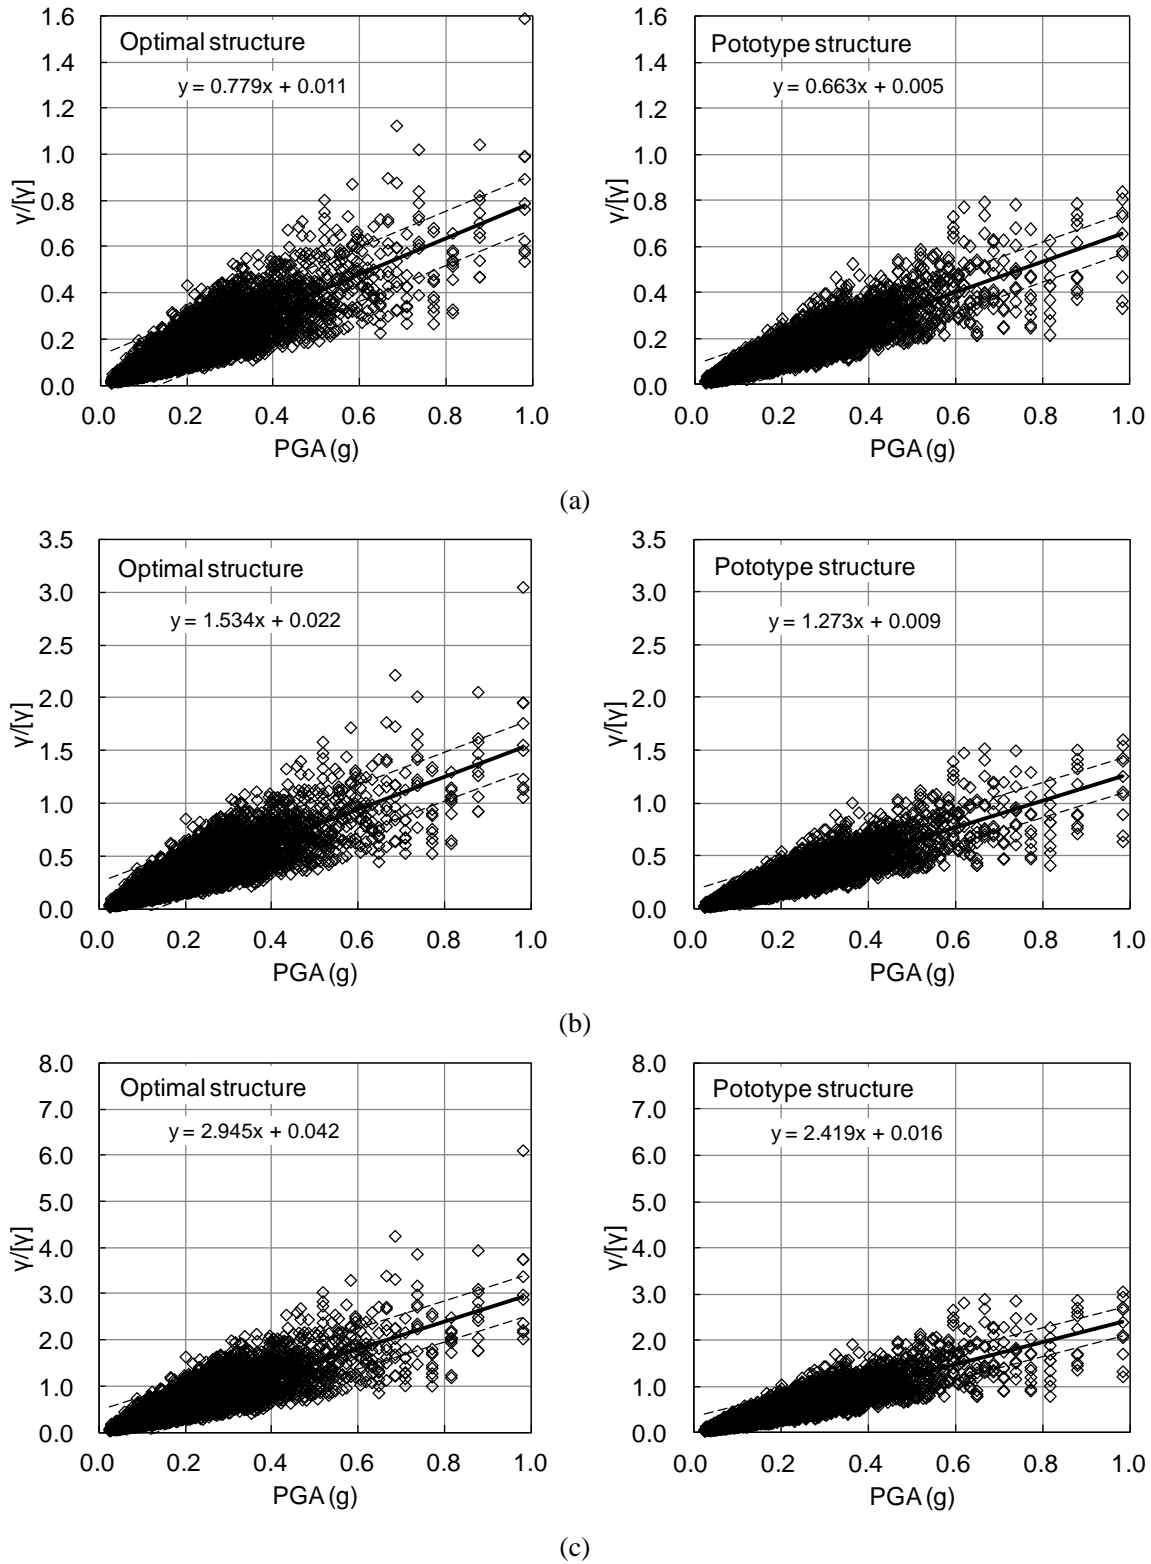 1.6
1.4
1.2
1.0
0.8
0.6
0.4
0.2
0.0
γ/[γ]
Optimal structure
y = 0.779x + 0.011
0.0 0.2 0.4 0.6 0.8 1.0
PGA (g)
1.6
1.4
1.2
1.0
0.8
0.6
0.4
0.2
0.0
γ/[γ]
Pototype structure
y = 0.663x + 0.005
0.0 0.2 0.4 0.6 0.8 1.0
PGA (g)
(a)
3.5
3.0
2.5
2.0
1.5
1.0
0.5
0.0
γ/[γ]
Optimal structure
y = 1.534x + 0.022
0.0 0.2 0.4 0.6 0.8 1.0
PGA (g)
3.5
3.0
2.5
2.0
1.5
1.0
0.5
0.0
γ/[γ]
Pototype structure
y = 1.273x + 0.009
0.0 0.2 0.4 0.6 0.8 1.0
PGA (g)
(b)
8.0
7.0
6.0
5.0
4.0
3.0
2.0
1.0
0.0
γ/[γ]
Optimal structure
y = 2.945x + 0.042
0.0 0.2 0.4 0.6 0.8 1.0
PGA (g)
8.0
7.0
6.0
5.0
4.0
3.0
2.0
1.0
0.0
γ/[γ]
Pototype structure
y = 2.419x + 0.016
0.0 0.2 0.4 0.6 0.8 1.0
PGA (g)
(c)